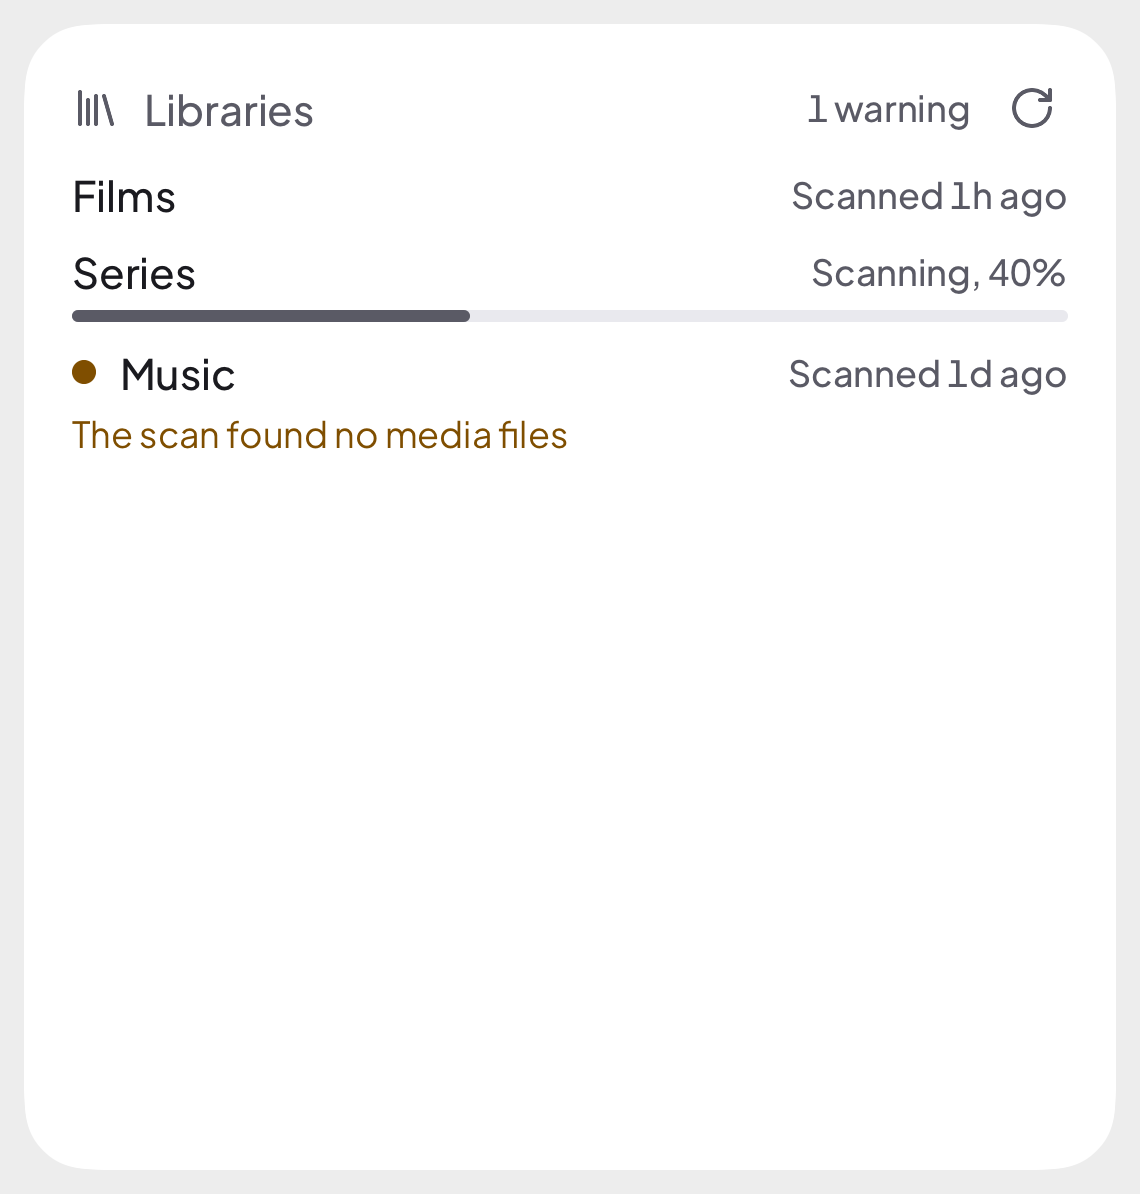 Libraries 1 warning
Films Scanned 1h ago
Series Scanning, 40%
Music Scanned 1d ago
The scan found no media files